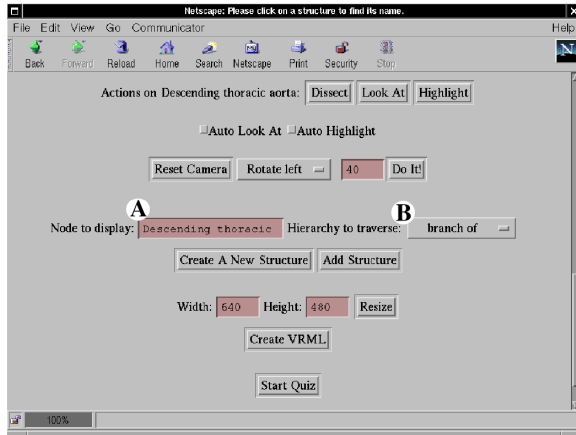 Netscape: Please click on a structure to find its name.
File Edit View Go Communicator Help
Back Forward Reload Home Search Netscape Print Security Stop
N
Actions on Descending thoracic aorta: Dissect Look At Highlight
Auto Look At Auto Highlight
Reset Camera Rotate left 40 Do It!
A B
Node to display: Descending thoracic Hierarchy to traverse: branch of
Create A New Structure Add Structure
Width: 640 Height: 480 Resize
Create VRML
Start Quiz
100%